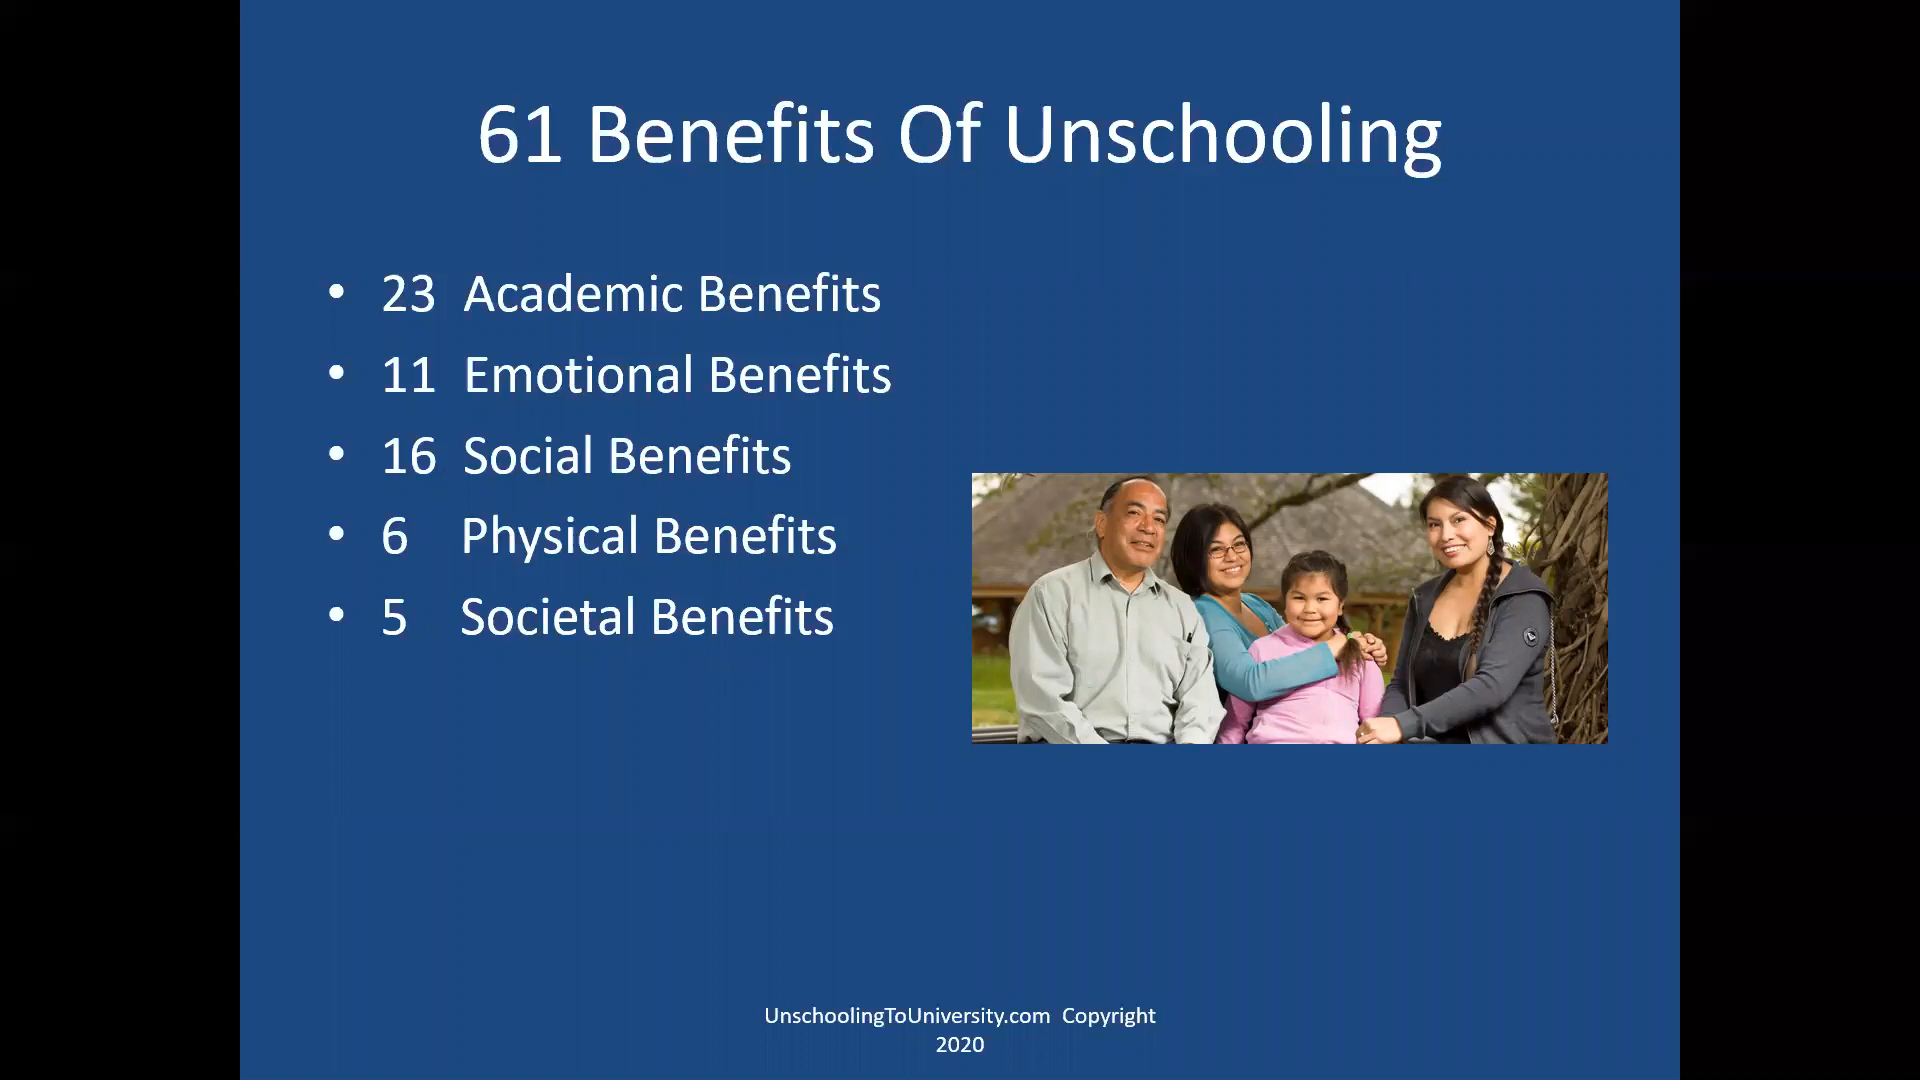 61 Benefits Of Unschooling
• 23 Academic Benefits
• 11 Emotional Benefits
• 16 Social Benefits
• 6 Physical Benefits
• 5 Societal Benefits
UnschoolingToUniversity.com Copyright
2020